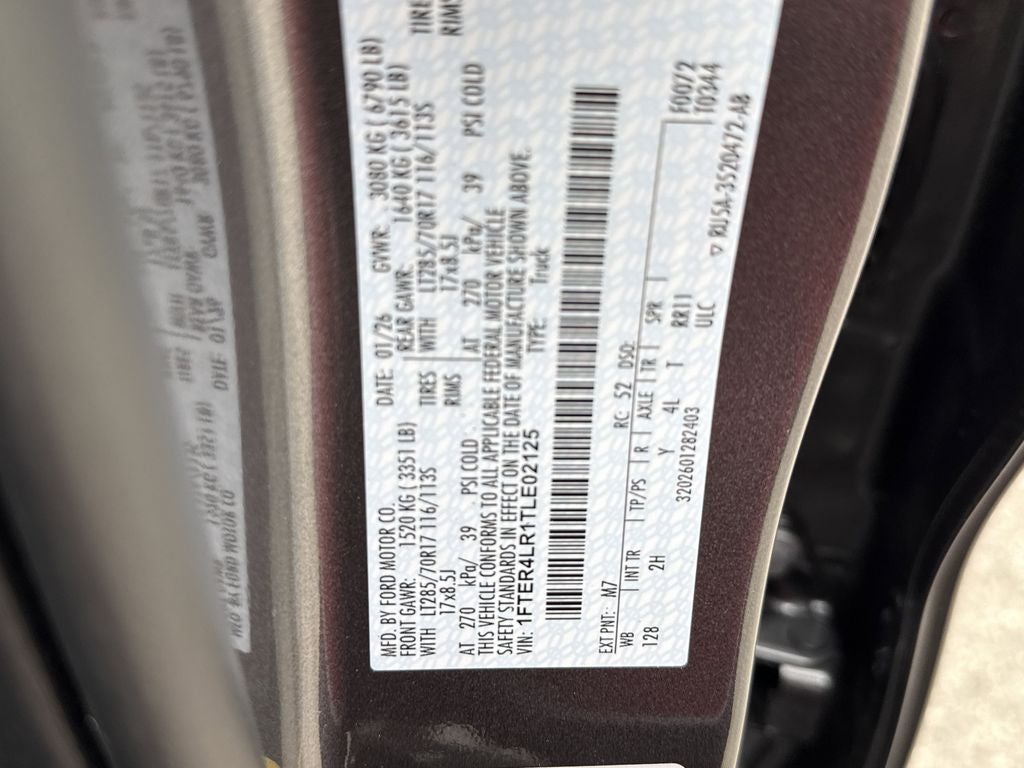 MFD. BY FORD MOTOR CO.
DATE: 01/26 GVWR: 3080 KG ( 6790 LB)
FRONT GAWR: 1520 KG ( 3351 LB) REAR GAWR: 1640 KG ( 3615 LB)
WITH LT285/70R17 116/113S TIRES WITH LT285/70R17 116/113S TIRE
17x8.5J RIMS 17x8.5J RIMS
AT 270 kPa/ 39 PSI COLD AT 270 kPa/ 39 PSI COLD
THIS VEHICLE CONFORMS TO ALL APPLICABLE FEDERAL MOTOR VEHICLE
SAFETY STANDARDS IN EFFECT ON THE DATE OF MANUFACTURE SHOWN ABOVE.
VIN: 1FTER4LR1TLE02125 TYPE: Truck
EXT PNT: M7 RC: 52 DSO: F0072
WB INT TR TP/PS R AXLE TR SPR T0344
128 2H Y 4L T RR11
ULC
3202601282403 ▽ RU5A-3520472-AB